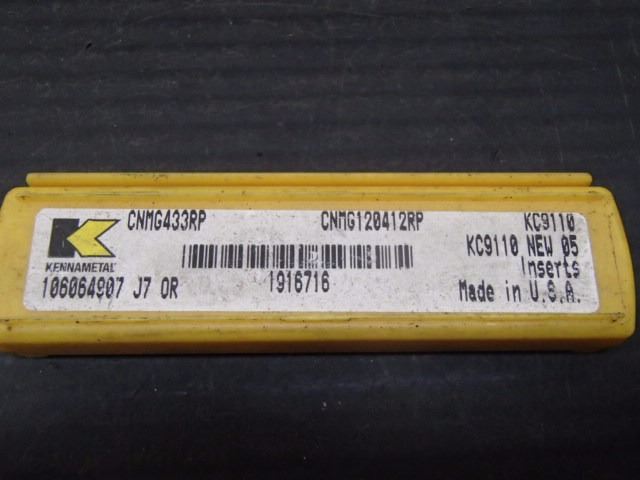 CNMG433RP CNMG120412RP KC9110
KC9110 NEW 05
KENNAMETAL Inserts
106064907 J7 OR 1916716 Made in U.S.A.